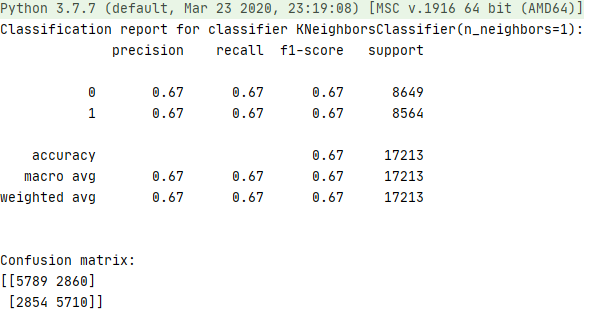 Python 3.7.7 (default, Mar 23 2020, 23:19:08) [MSC v.1916 64 bit (AMD64)]
Classification report for classifier KNeighborsClassifier(n_neighbors=1):
              precision    recall  f1-score   support

           0       0.67      0.67      0.67      8649
           1       0.67      0.67      0.67      8564

    accuracy                           0.67     17213
   macro avg       0.67      0.67      0.67     17213
weighted avg       0.67      0.67      0.67     17213

Confusion matrix:
[[5789 2860]
 [2854 5710]]